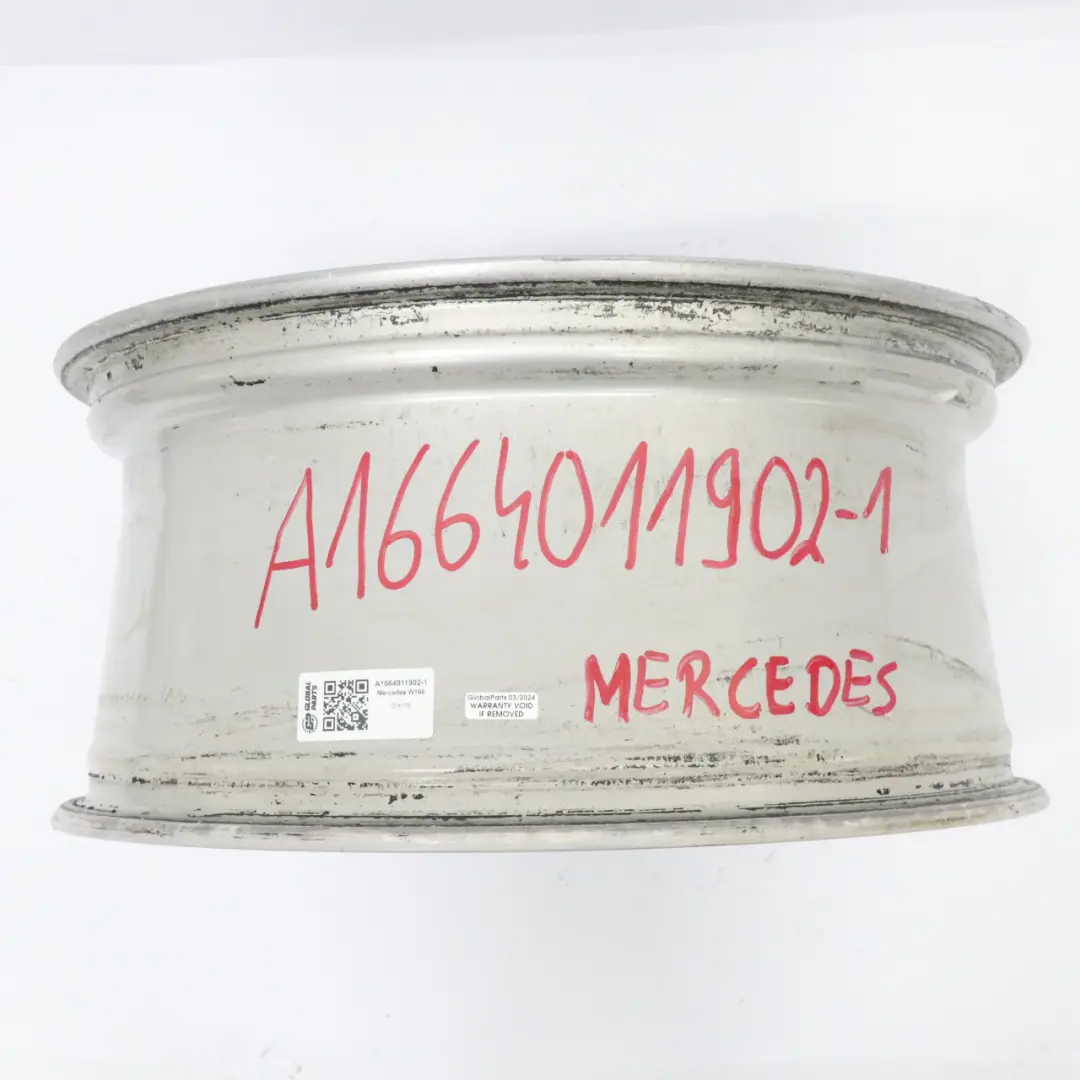 A1664011902-1
MERCEDES
GLOBAL
PARTS
A1664011902-1
Mercedes W166
GlobalParts 03/2024
WARRANTY VOID
IF REMOVED